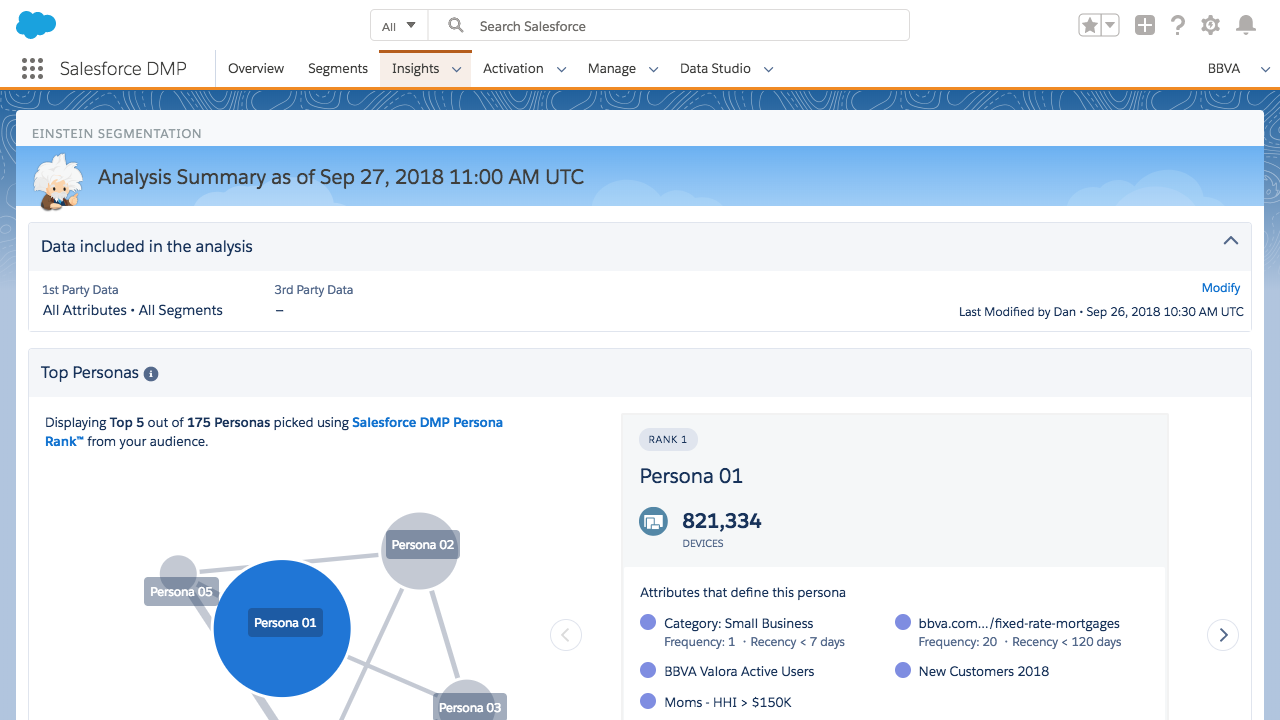 All
Search Salesforce
Salesforce DMP
Overview
Segments
Insights
Activation
Manage
Data Studio
BBVA
EINSTEIN SEGMENTATION
Analysis Summary as of Sep 27, 2018 11:00 AM UTC
Data included in the analysis
1st Party Data
All Attributes • All Segments
3rd Party Data
–
Modify
Last Modified by Dan • Sep 26, 2018 10:30 AM UTC
Top Personas
Displaying Top 5 out of 175 Personas picked using Salesforce DMP Persona
Rank™ from your audience.
Persona 02
Persona 05
Persona 01
Persona 03
RANK 1
Persona 01
821,334
DEVICES
Attributes that define this persona
Category: Small Business
Frequency: 1 · Recency < 7 days
bbva.com.../fixed-rate-mortgages
Frequency: 20 · Recency < 120 days
BBVA Valora Active Users
New Customers 2018
Moms - HHI > $150K